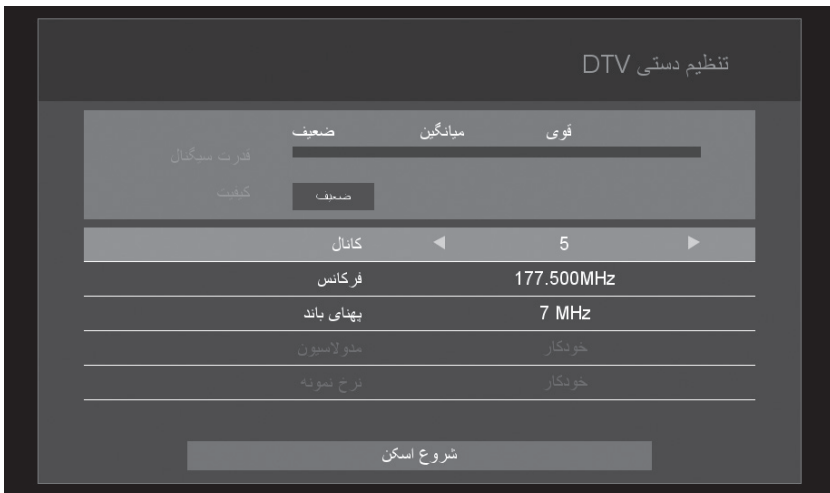 تنظیم دستی DTV
ضعیف میانگین قوی
قدرت سیگنال
کیفیت ضعیف
کانال 5
فرکانس 177.500MHz
پهنای باند 7 MHz
مدولاسیون خودکار
نرخ نمونه خودکار
شروع اسکن